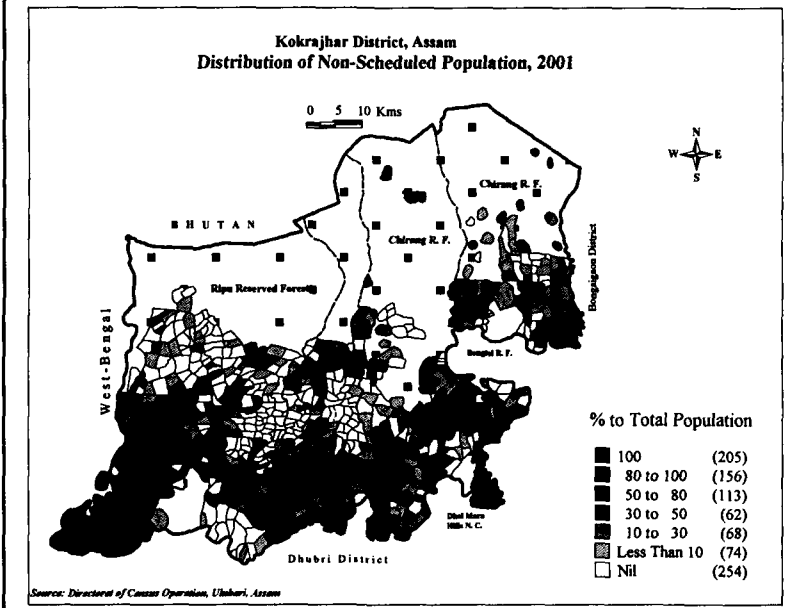 Kokrajhar District, Assam
Distribution of Non-Scheduled Population, 2001
0 5 10 Kms
N
W E
S
BHUTAN
Chirang R. F.
Chirang R. F.
Ripu Reserved Forests
Bongaigaon District
West-Bengal
Bengtal R. F.
Dhubri District
% to Total Population
100 (205)
80 to 100 (156)
50 to 80 (113)
30 to 50 (62)
10 to 30 (68)
Less Than 10 (74)
Nil (254)
Source: Directorat of Census Operation, Ulubari, Assam